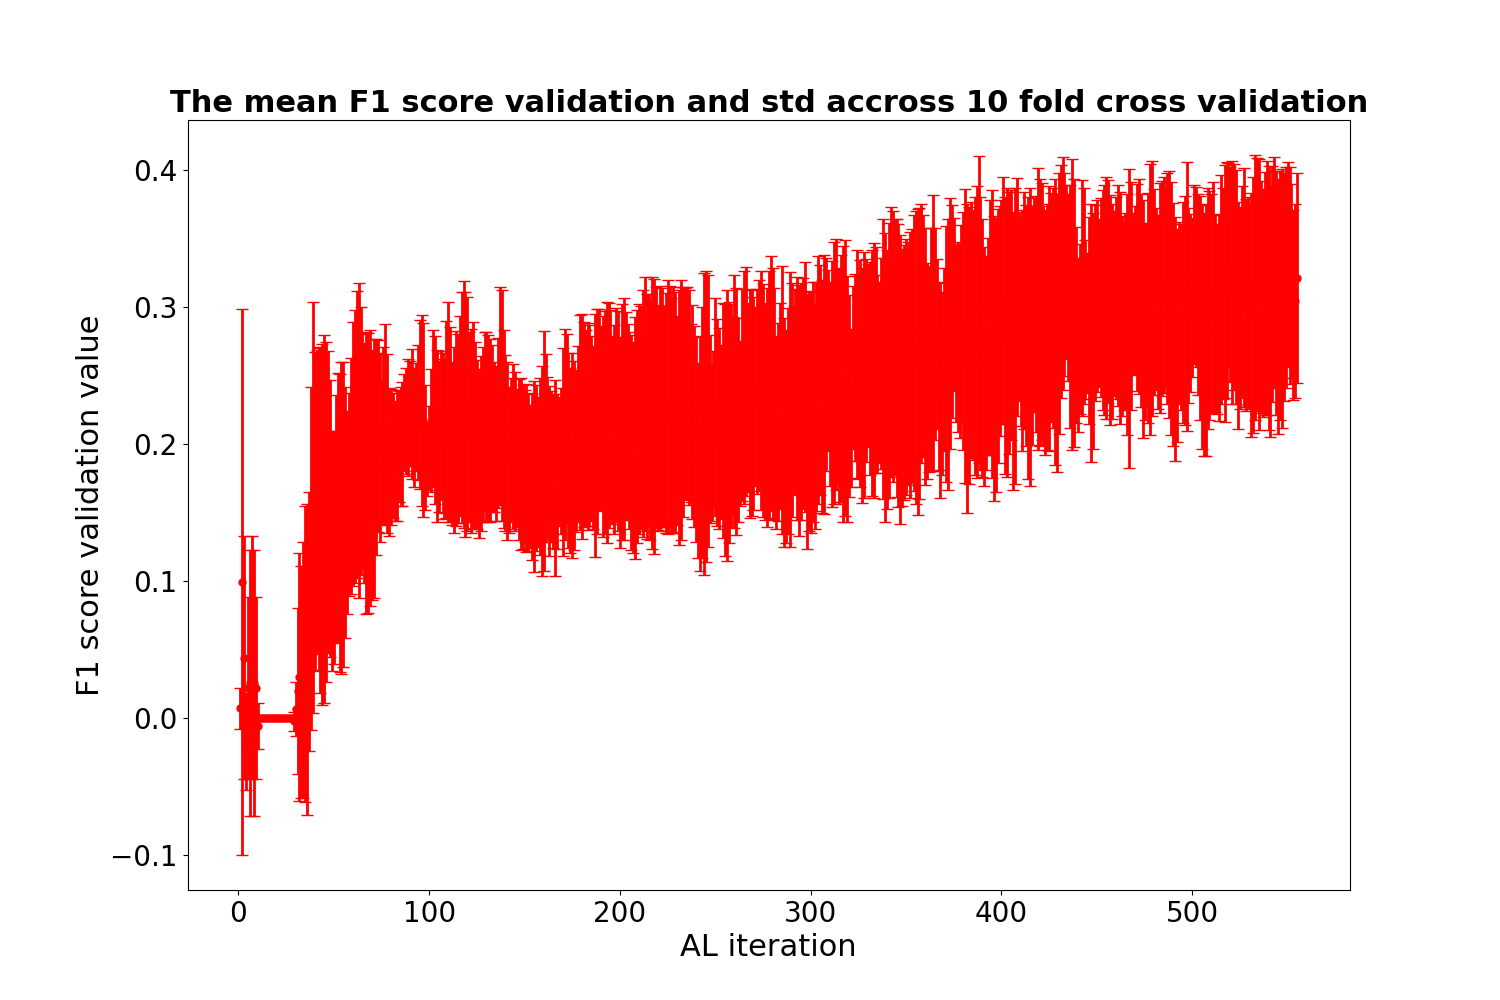 The mean F1 score validation and std accross 10 fold cross validation
0.4
0.3
0.2
0.1
0.0
−0.1
F1 score validation value
0 100 200 300 400 500
AL iteration